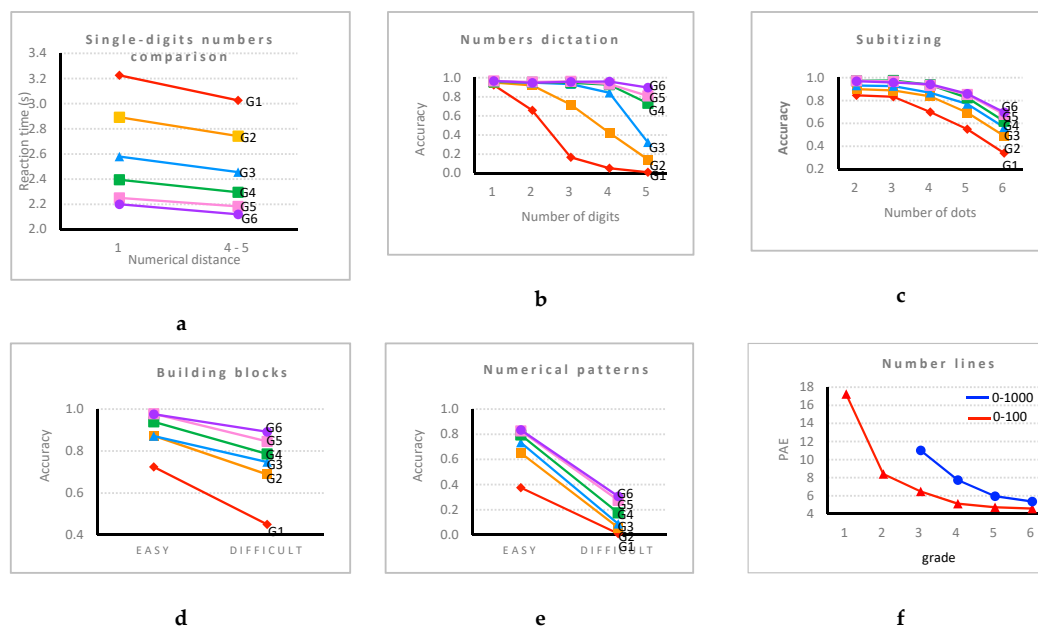 Single-digits numbers
comparison
3.4
3.2
3.0
2.8
2.6
2.4
2.2
2.0
Reaction time (s)
G1
G2
G3
G4
G5
G6
1
4 - 5
Numerical distance
a
Numbers dictation
1.0
0.8
0.6
0.4
0.2
0.0
Accuracy
G6
G5
G4
G3
G2
G1
1 2 3 4 5
Number of digits
b
Subitizing
1.0
0.8
0.6
0.4
0.2
Accuracy
G6
G5
G4
G3
G2
G1
2 3 4 5 6
Number of dots
c
Building blocks
1.0
0.8
0.6
0.4
Accuracy
G6
G5
G4
G3
G2
G1
EASY DIFFICULT
d
Numerical patterns
1.0
0.8
0.6
0.4
0.2
0.0
Accuracy
G6
G5
G4
G3
G2
G1
EASY DIFFICULT
e
Number lines
18
16
14
12
10
8
6
4
PAE
0-1000
0-100
1 2 3 4 5 6
grade
f